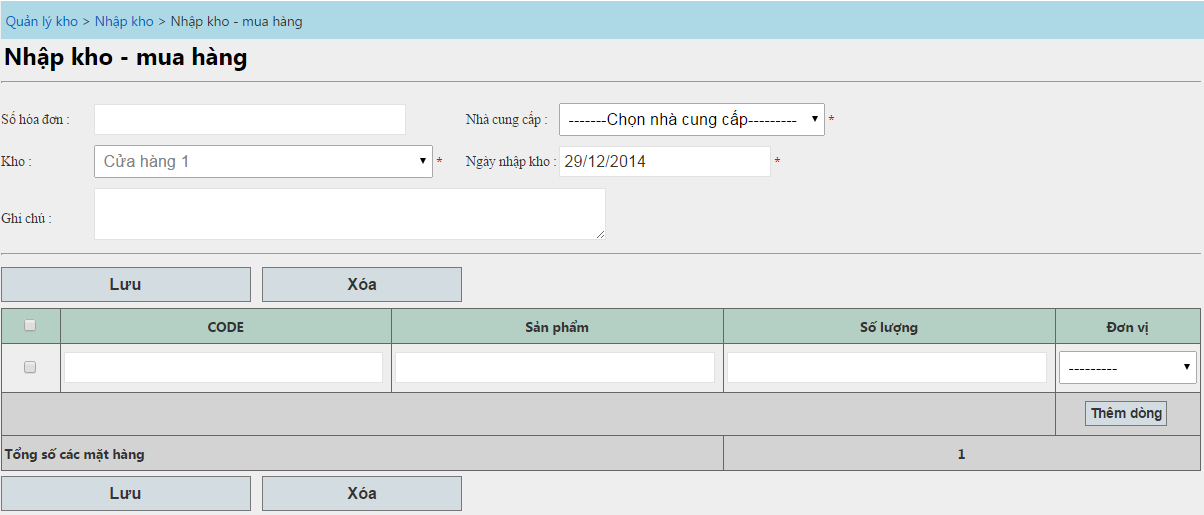 Quản lý kho > Nhập kho > Nhập kho - mua hàng
Nhập kho - mua hàng
Số hóa đơn : Nhà cung cấp : -------Chọn nhà cung cấp--------- *
Kho : Cửa hàng 1 * Ngày nhập kho : 29/12/2014 *
Ghi chú :
Lưu Xóa
CODE Sản phẩm Số lượng Đơn vị
---------
Thêm dòng
Tổng số các mặt hàng 1
Lưu Xóa